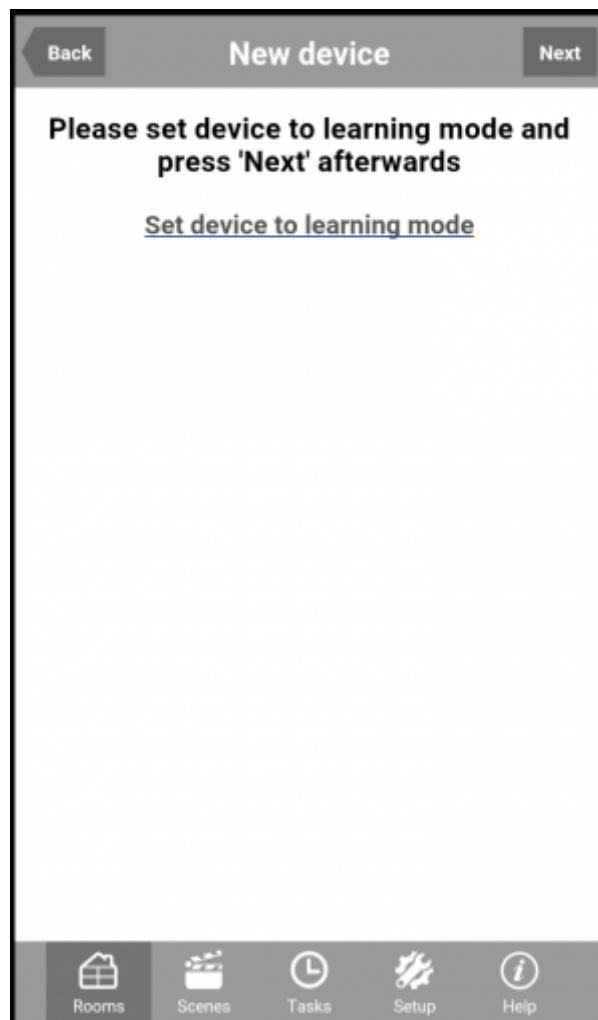 Back New device Next
Please set device to learning mode and
press 'Next' afterwards
Set device to learning mode
Rooms Scenes Tasks Setup Help